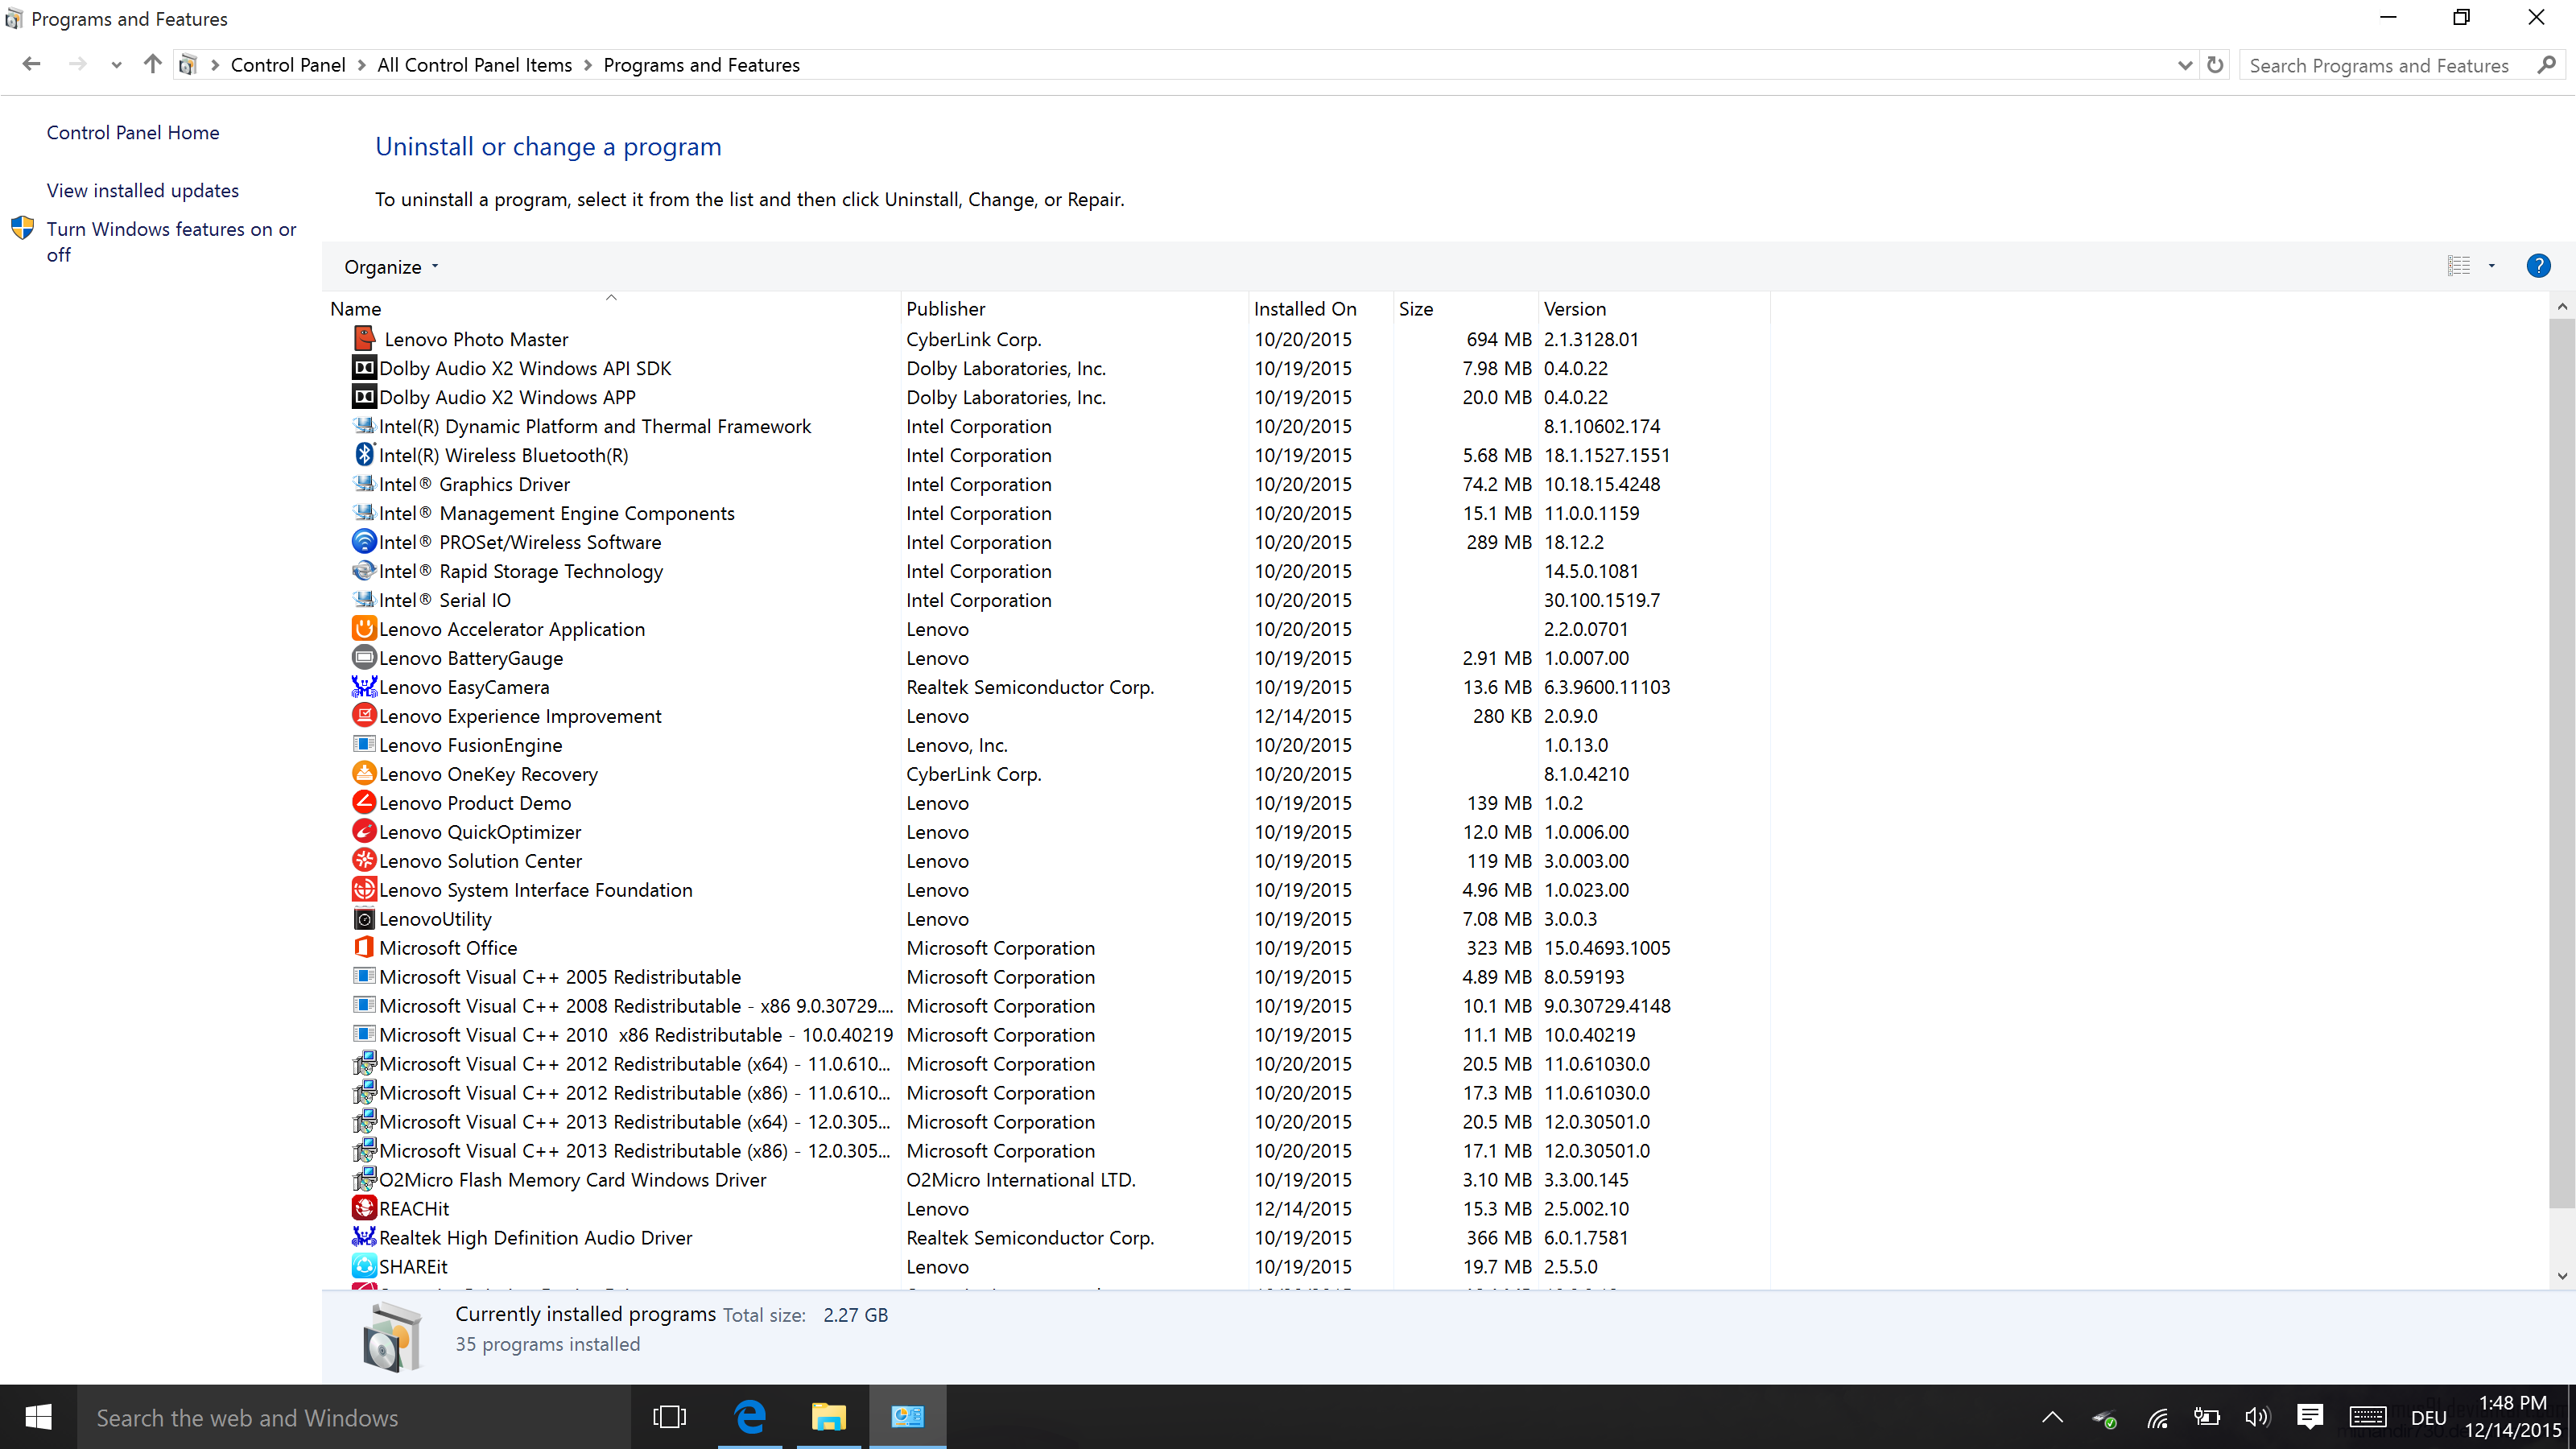 Programs and Features
Control Panel > All Control Panel Items > Programs and Features
Search Programs and Features
Control Panel Home
View installed updates
Turn Windows features on or
off
Uninstall or change a program
To uninstall a program, select it from the list and then click Uninstall, Change, or Repair.
Organize
Name Publisher Installed On Size Version
Lenovo Photo Master CyberLink Corp. 10/20/2015 694 MB 2.1.3128.01
Dolby Audio X2 Windows API SDK Dolby Laboratories, Inc. 10/19/2015 7.98 MB 0.4.0.22
Dolby Audio X2 Windows APP Dolby Laboratories, Inc. 10/19/2015 20.0 MB 0.4.0.22
Intel(R) Dynamic Platform and Thermal Framework Intel Corporation 10/20/2015 8.1.10602.174
Intel(R) Wireless Bluetooth(R) Intel Corporation 10/19/2015 5.68 MB 18.1.1527.1551
Intel® Graphics Driver Intel Corporation 10/20/2015 74.2 MB 10.18.15.4248
Intel® Management Engine Components Intel Corporation 10/20/2015 15.1 MB 11.0.0.1159
Intel® PROSet/Wireless Software Intel Corporation 10/20/2015 289 MB 18.12.2
Intel® Rapid Storage Technology Intel Corporation 10/20/2015 14.5.0.1081
Intel® Serial IO Intel Corporation 10/20/2015 30.100.1519.7
Lenovo Accelerator Application Lenovo 10/20/2015 2.2.0.0701
Lenovo BatteryGauge Lenovo 10/19/2015 2.91 MB 1.0.007.00
Lenovo EasyCamera Realtek Semiconductor Corp. 10/19/2015 13.6 MB 6.3.9600.11103
Lenovo Experience Improvement Lenovo 12/14/2015 280 KB 2.0.9.0
Lenovo FusionEngine Lenovo, Inc. 10/20/2015 1.0.13.0
Lenovo OneKey Recovery CyberLink Corp. 10/20/2015 8.1.0.4210
Lenovo Product Demo Lenovo 10/19/2015 139 MB 1.0.2
Lenovo QuickOptimizer Lenovo 10/19/2015 12.0 MB 1.0.006.00
Lenovo Solution Center Lenovo 10/19/2015 119 MB 3.0.003.00
Lenovo System Interface Foundation Lenovo 10/19/2015 4.96 MB 1.0.023.00
LenovoUtility Lenovo 10/19/2015 7.08 MB 3.0.0.3
Microsoft Office Microsoft Corporation 10/19/2015 323 MB 15.0.4693.1005
Microsoft Visual C++ 2005 Redistributable Microsoft Corporation 10/19/2015 4.89 MB 8.0.59193
Microsoft Visual C++ 2008 Redistributable - x86 9.0.30729.... Microsoft Corporation 10/19/2015 10.1 MB 9.0.30729.4148
Microsoft Visual C++ 2010 x86 Redistributable - 10.0.40219 Microsoft Corporation 10/19/2015 11.1 MB 10.0.40219
Microsoft Visual C++ 2012 Redistributable (x64) - 11.0.610... Microsoft Corporation 10/20/2015 20.5 MB 11.0.61030.0
Microsoft Visual C++ 2012 Redistributable (x86) - 11.0.610... Microsoft Corporation 10/20/2015 17.3 MB 11.0.61030.0
Microsoft Visual C++ 2013 Redistributable (x64) - 12.0.305... Microsoft Corporation 10/20/2015 20.5 MB 12.0.30501.0
Microsoft Visual C++ 2013 Redistributable (x86) - 12.0.305... Microsoft Corporation 10/20/2015 17.1 MB 12.0.30501.0
O2Micro Flash Memory Card Windows Driver O2Micro International LTD. 10/19/2015 3.10 MB 3.3.00.145
REACHit Lenovo 12/14/2015 15.3 MB 2.5.002.10
Realtek High Definition Audio Driver Realtek Semiconductor Corp. 10/19/2015 366 MB 6.0.1.7581
SHAREit Lenovo 10/19/2015 19.7 MB 2.5.5.0
Currently installed programs Total size: 2.27 GB
35 programs installed
Search the web and Windows
DEU
1:48 PM
12/14/2015